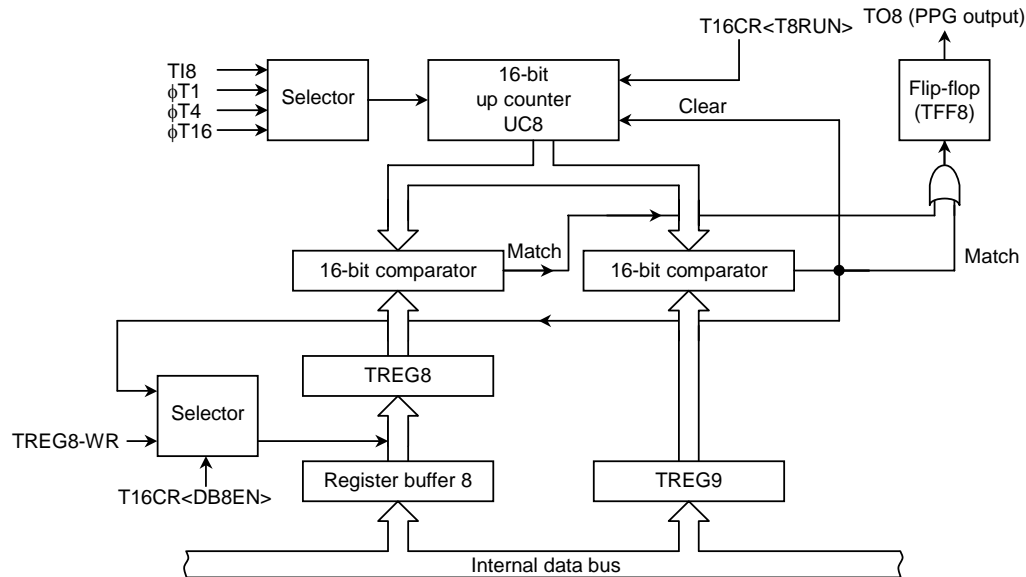 TO8 (PPG output)
T16CR<T8RUN>
TI8
ϕT1
ϕT4
ϕT16
Selector
16-bit
up counter
UC8
Clear
Flip-flop
(TFF8)
Match
Match
16-bit comparator
16-bit comparator
TREG8
Selector
TREG8-WR
T16CR<DB8EN>
Register buffer 8
TREG9
Internal data bus